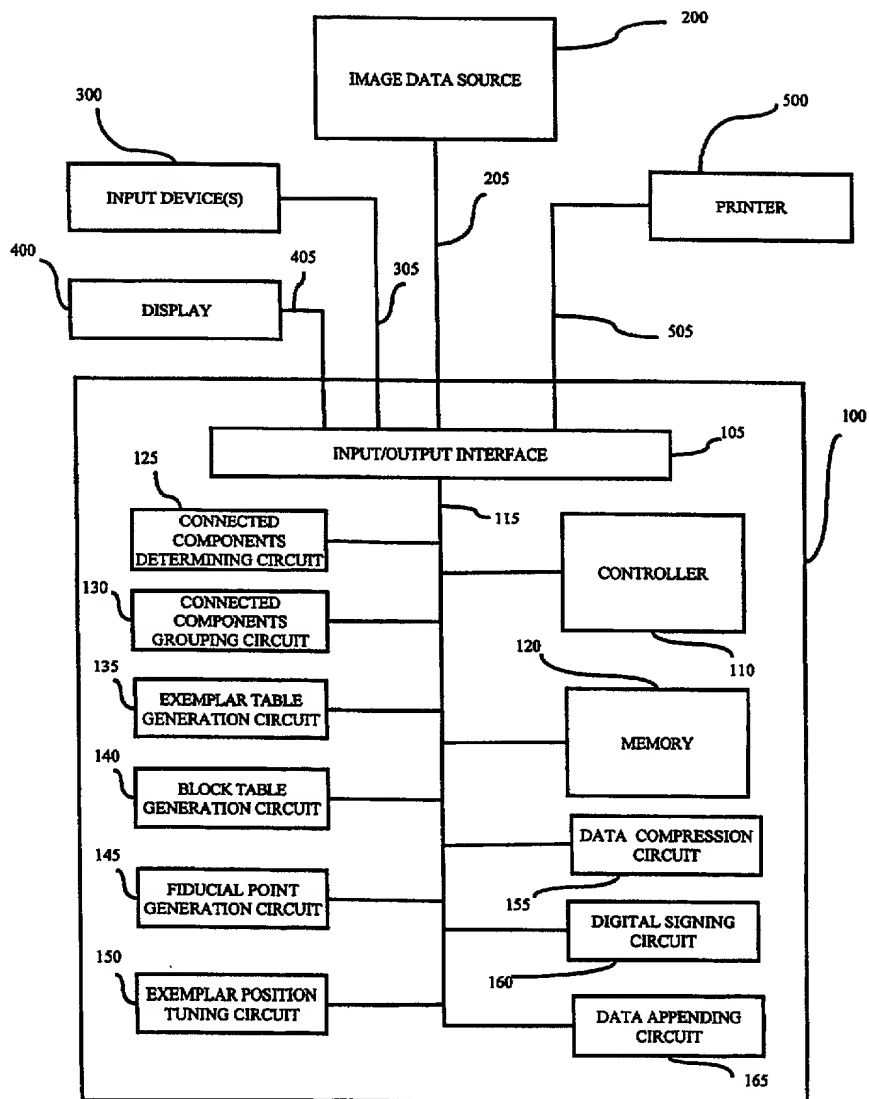 200
IMAGE DATA SOURCE
300
500
INPUT DEVICE(S)
205
PRINTER
400
405
DISPLAY
305
505
105
100
INPUT/OUTPUT INTERFACE
125
115
CONNECTED
COMPONENTS
DETERMINING CIRCUIT
CONTROLLER
130
CONNECTED
COMPONENTS
GROUPING CIRCUIT
110
120
135
EXEMPLAR TABLE
GENERATION CIRCUIT
MEMORY
140
BLOCK TABLE
GENERATION CIRCUIT
DATA COMPRESSION
CIRCUIT
155
145
FIDUCIAL POINT
GENERATION CIRCUIT
DIGITAL SIGNING
CIRCUIT
160
150
EXEMPLAR POSITION
TUNING CIRCUIT
DATA APPENDING
CIRCUIT
165